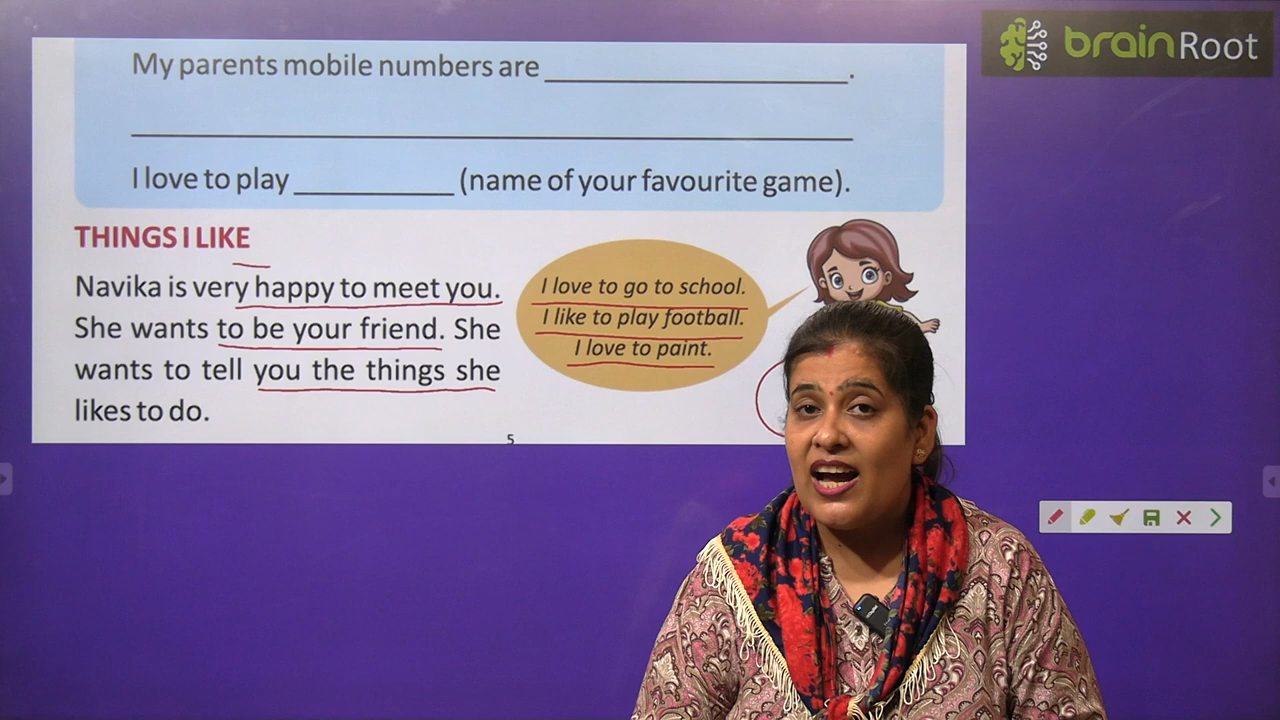 brainRoot
My parents mobile numbers are ____________________.
____________________
I love to play __________ (name of your favourite game).
THINGS I LIKE
Navika is very happy to meet you.
She wants to be your friend. She
wants to tell you the things she
likes to do.
I love to go to school.
I like to play football.
I love to paint.
5